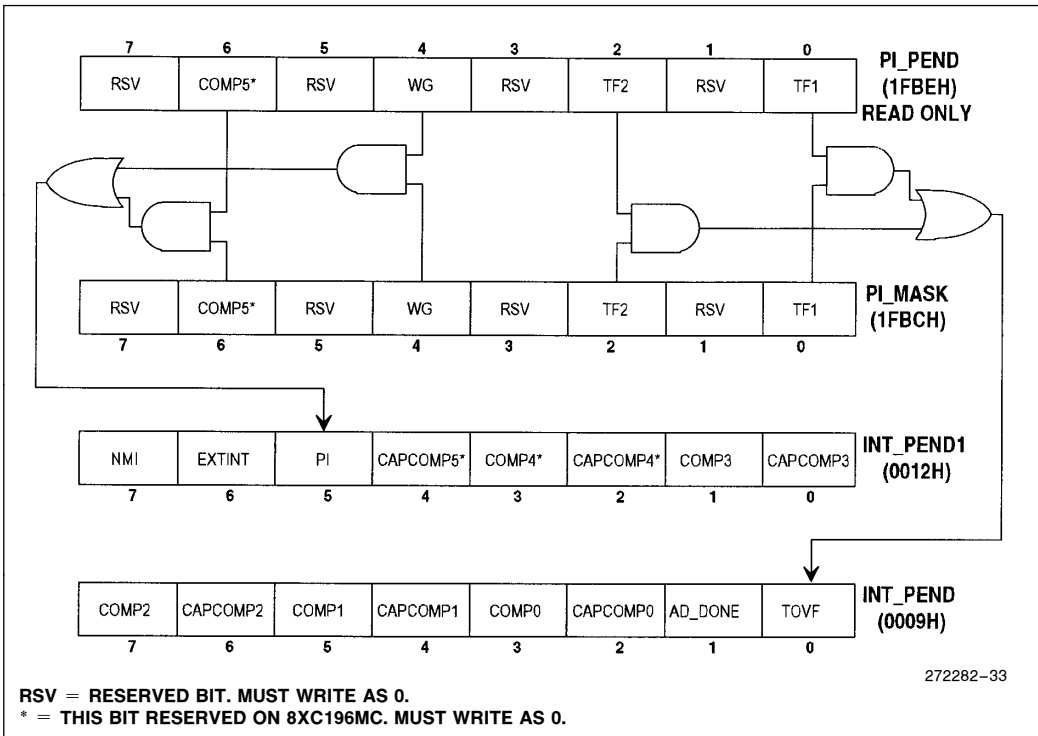 7 6 5 4 3 2 1 0
RSV COMP5* RSV WG RSV TF2 RSV TF1
PI_PEND
(1FBEH)
READ ONLY
RSV COMP5* RSV WG RSV TF2 RSV TF1
7 6 5 4 3 2 1 0
PI_MASK
(1FBCH)
NMI EXTINT PI CAPCOMP5* COMP4* CAPCOMP4* COMP3 CAPCOMP3
7 6 5 4 3 2 1 0
INT_PEND1
(0012H)
COMP2 CAPCOMP2 COMP1 CAPCOMP1 COMP0 CAPCOMP0 AD_DONE TOVF
7 6 5 4 3 2 1 0
INT_PEND
(0009H)
272282–33
RSV = RESERVED BIT. MUST WRITE AS 0.
* = THIS BIT RESERVED ON 8XC196MC. MUST WRITE AS 0.